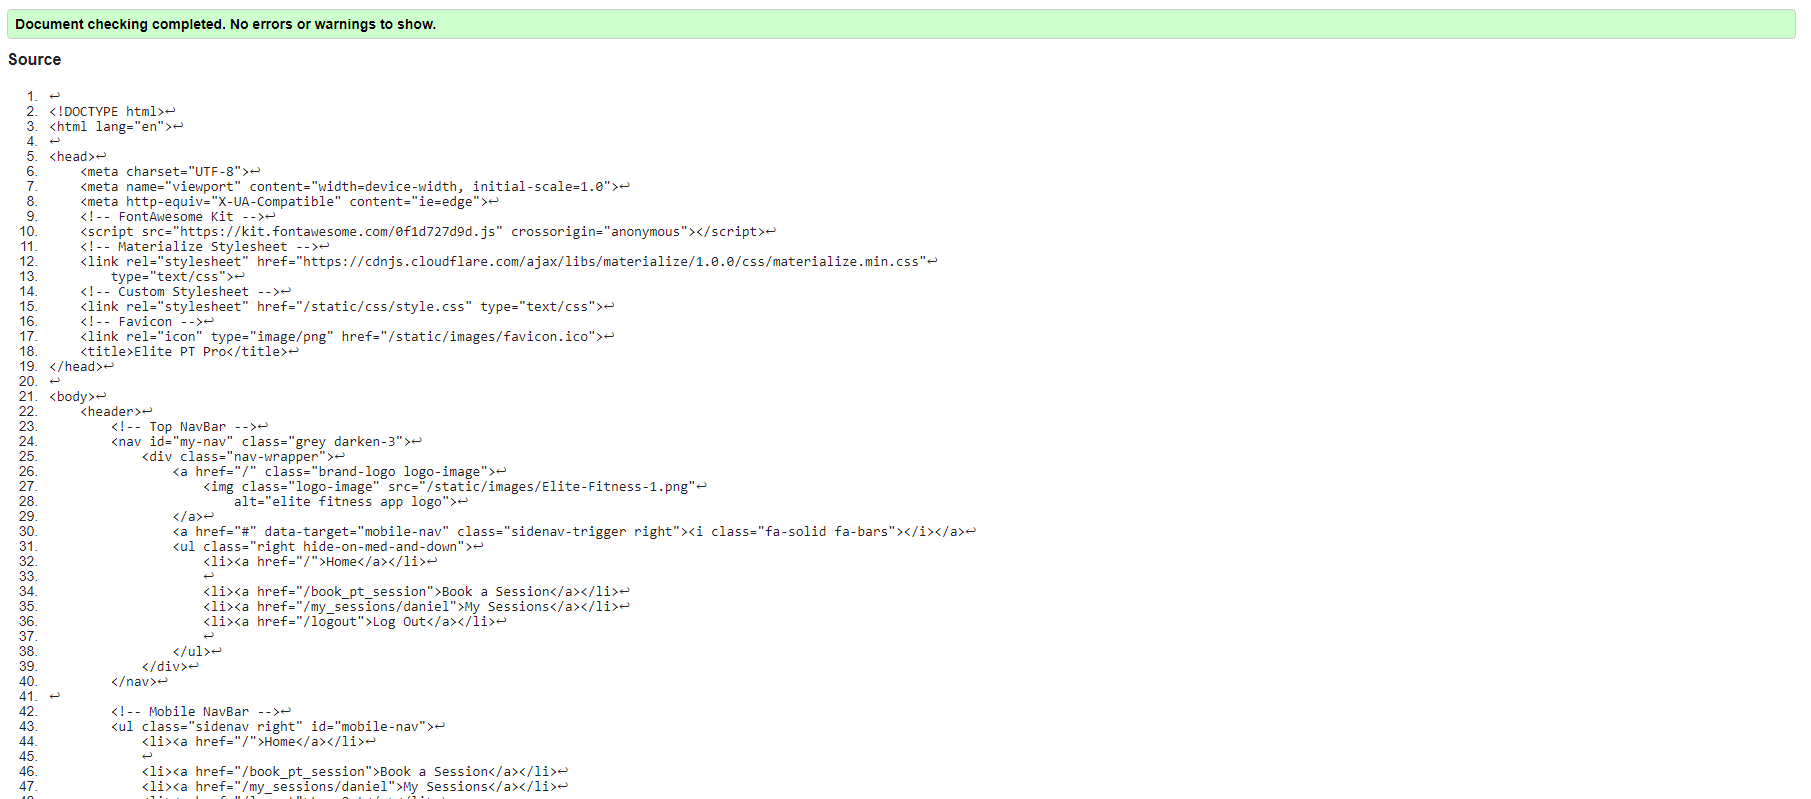 Document checking completed. No errors or warnings to show.
Source
1. ↩
2. <!DOCTYPE html>↩
3. <html lang="en">↩
4. ↩
5. <head>↩
6. <meta charset="UTF-8">↩
7. <meta name="viewport" content="width=device-width, initial-scale=1.0">↩
8. <meta http-equiv="X-UA-Compatible" content="ie=edge">↩
9. <!-- FontAwesome Kit -->↩
10. <script src="https://kit.fontawesome.com/0f1d727d9d.js" crossorigin="anonymous"></script>↩
11. <!-- Materialize Stylesheet -->↩
12. <link rel="stylesheet" href="https://cdnjs.cloudflare.com/ajax/libs/materialize/1.0.0/css/materialize.min.css"↩
13. type="text/css">↩
14. <!-- Custom Stylesheet -->↩
15. <link rel="stylesheet" href="/static/css/style.css" type="text/css">↩
16. <!-- Favicon -->↩
17. <link rel="icon" type="image/png" href="/static/images/favicon.ico">↩
18. <title>Elite PT Pro</title>↩
19. </head>↩
20. ↩
21. <body>↩
22. <header>↩
23. <!-- Top NavBar -->↩
24. <nav id="my-nav" class="grey darken-3">↩
25. <div class="nav-wrapper">↩
26. <a href="/" class="brand-logo logo-image">↩
27. <img class="logo-image" src="/static/images/Elite-Fitness-1.png"↩
28. alt="elite fitness app logo">↩
29. </a>↩
30. <a href="#" data-target="mobile-nav" class="sidenav-trigger right"><i class="fa-solid fa-bars"></i></a>↩
31. <ul class="right hide-on-med-and-down">↩
32. <li><a href="/">Home</a></li>↩
33. ↩
34. <li><a href="/book_pt_session">Book a Session</a></li>↩
35. <li><a href="/my_sessions/daniel">My Sessions</a></li>↩
36. <li><a href="/logout">Log Out</a></li>↩
37. ↩
38. </ul>↩
39. </div>↩
40. </nav>↩
41. ↩
42. <!-- Mobile NavBar -->↩
43. <ul class="sidenav right" id="mobile-nav">↩
44. <li><a href="/">Home</a></li>↩
45. ↩
46. <li><a href="/book_pt_session">Book a Session</a></li>↩
47. <li><a href="/my_sessions/daniel">My Sessions</a></li>↩